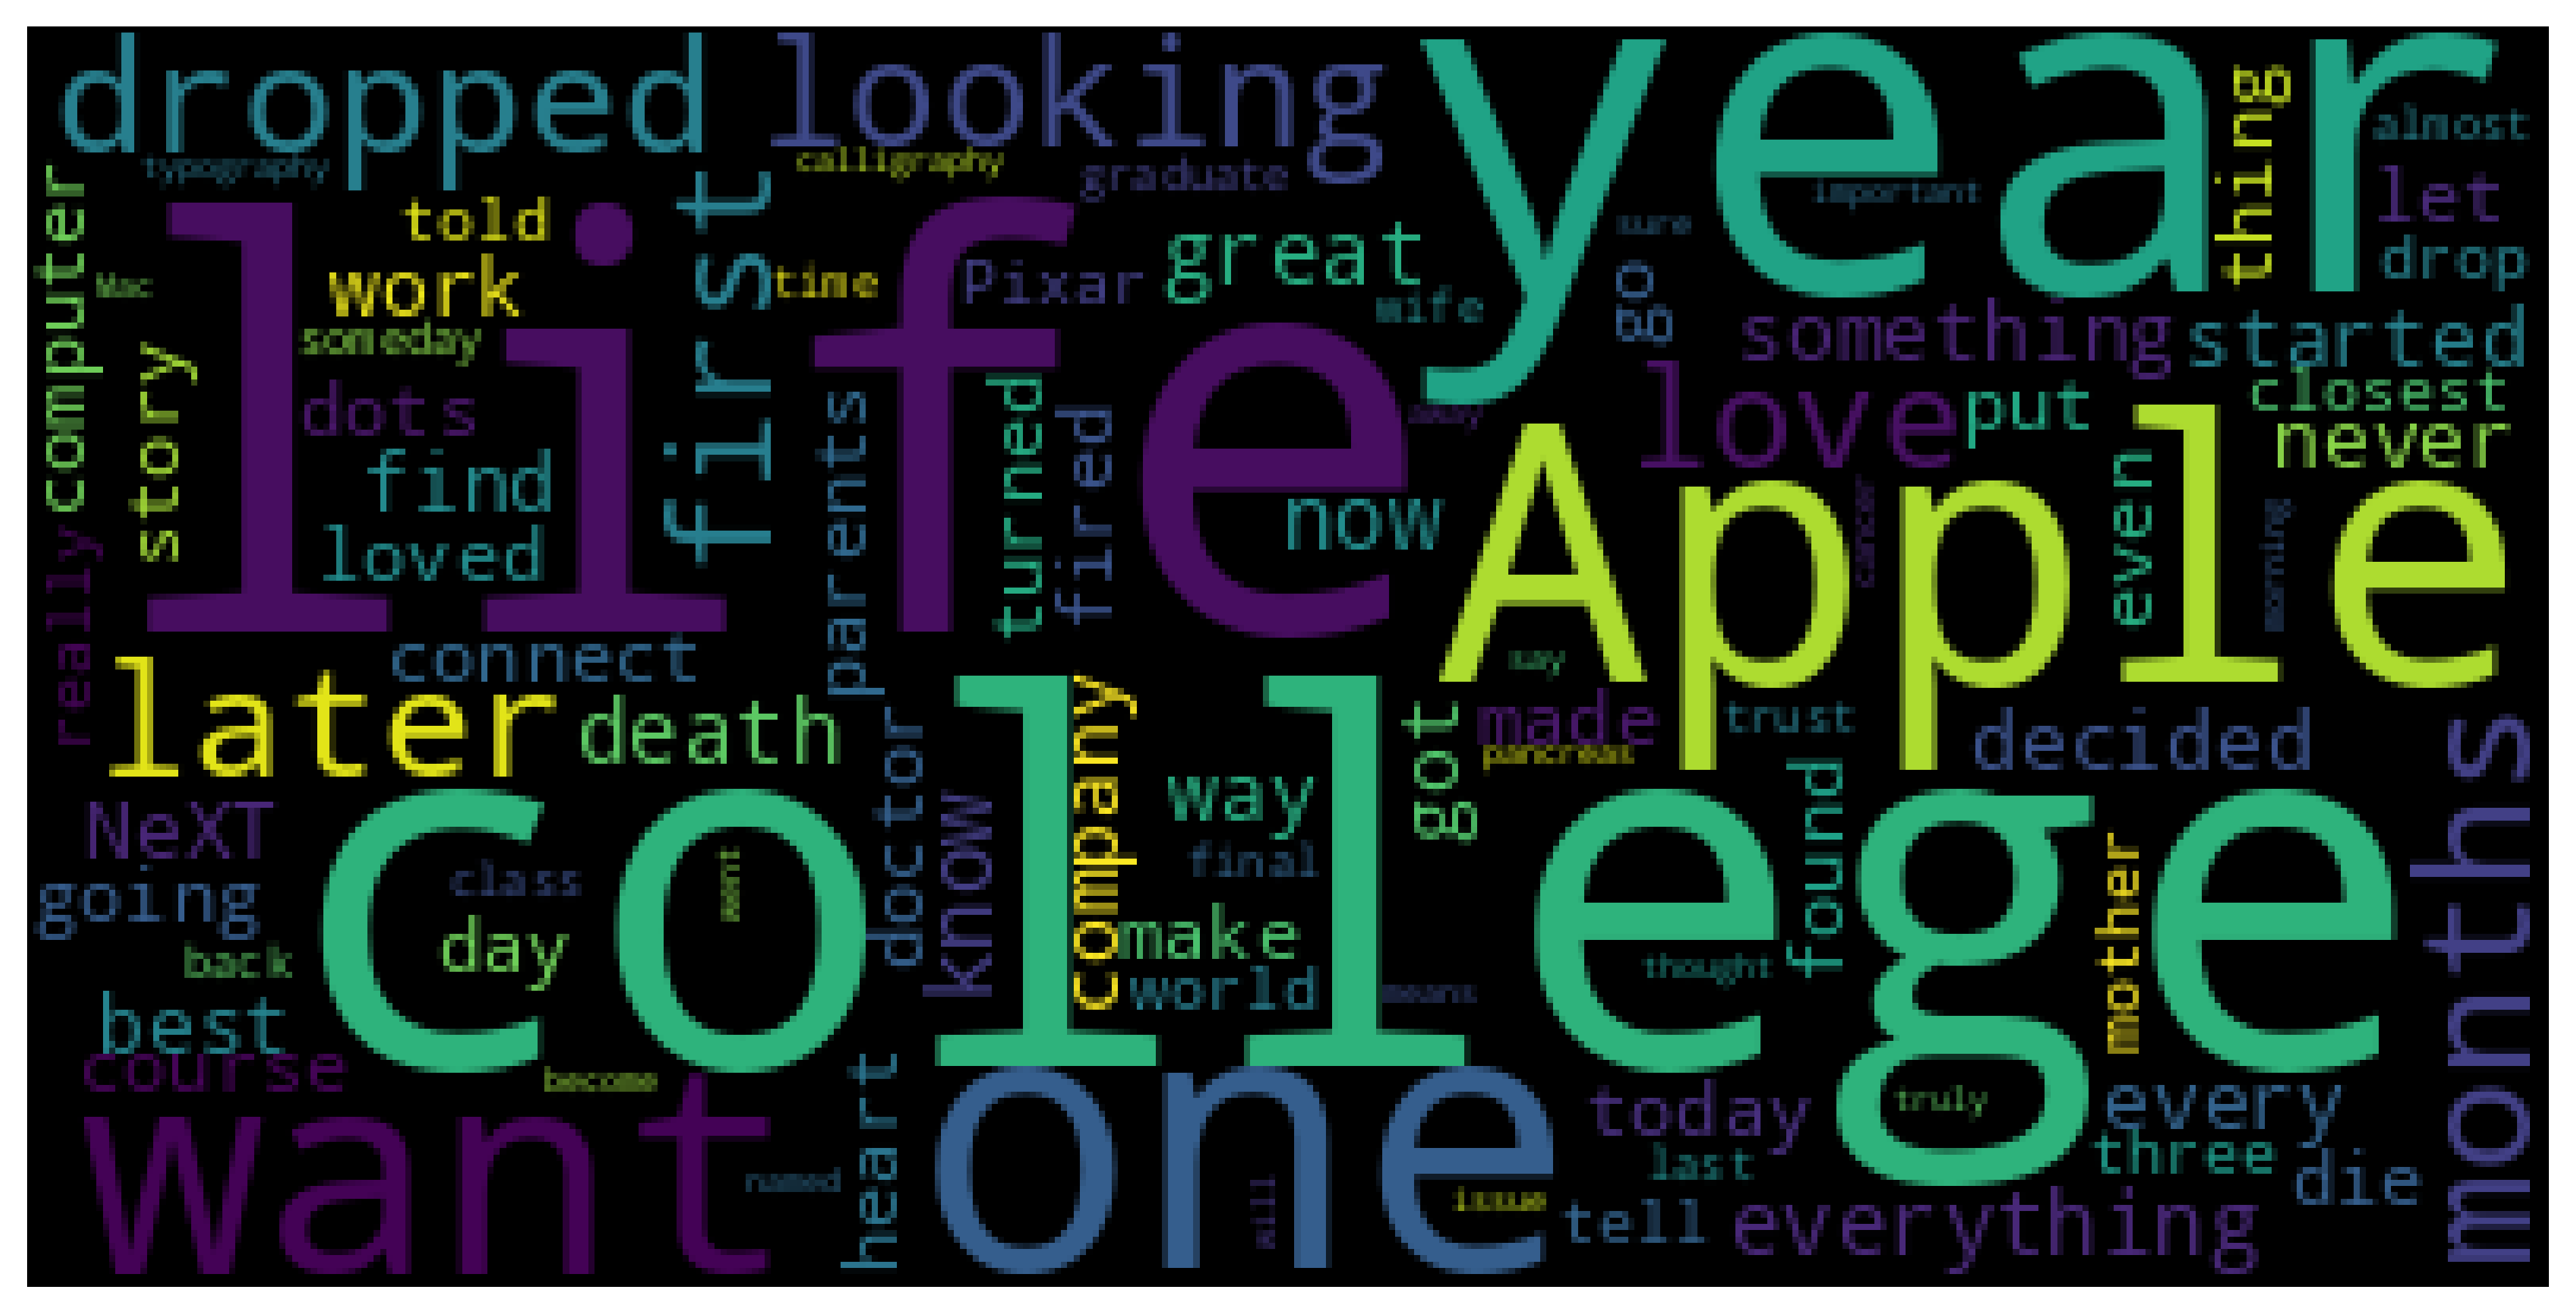 dropped
looking
year
thing
almost
typography
calligraphy
graduate
important
let
computer
told
first
great
sure
drop
Mac
work
time
Pixar
wife
go
life
someday
something
started
story
dots
parents
turned
fired
away
love
put
closest
never
find
now
Apple
even
cancer
morning
really
loved
connect
say
later
death
doctor
company
got
made
trust
decided
months
pancreas
NeXT
know
way
found
going
class
college
final
mother
back
day
make
best
world
thought
means
course
become
heart
one
today
truly
every
want
named
last
three
issue
die
tell
everything